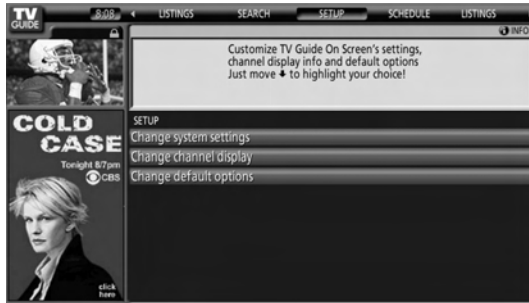 TV
GUIDE
8:08
LISTINGS SEARCH SETUP SCHEDULE LISTINGS
INFO
Customize TV Guide On Screen's settings,
channel display info and default options
Just move ↓ to highlight your choice!
SETUP
Change system settings
Change channel display
Change default options
COLD
CASE
Tonight 8/7pm
CBS
click
here